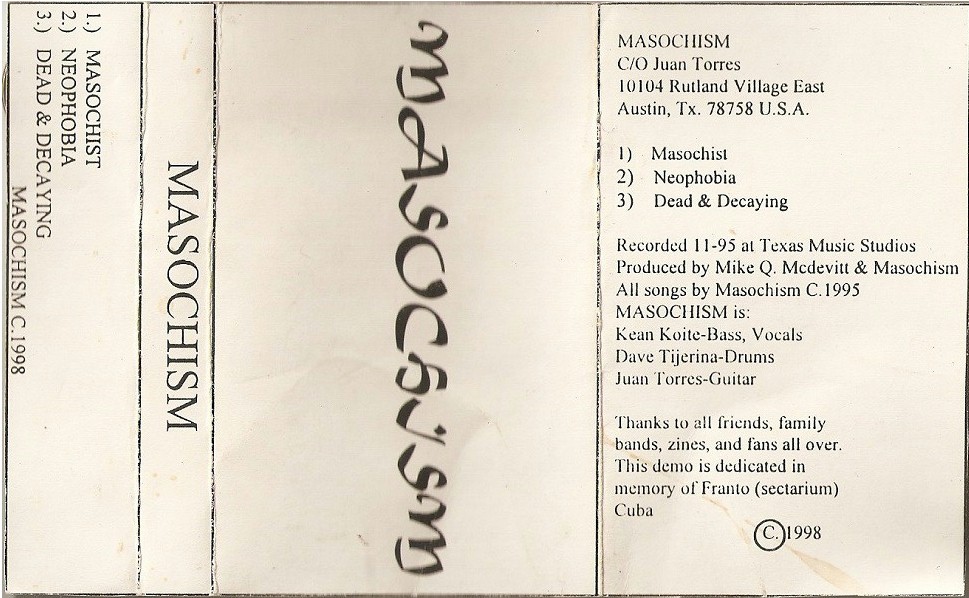 1.) MASOCHIST
2.) NEOPHOBIA
3.) DEAD & DECAYING
MASOCHISM C.1998
MASOCHISM
MASOCHISM
MASOCHISM
C/O Juan Torres
10104 Rutland Village East
Austin, Tx. 78758 U.S.A.
1) Masochist
2) Neophobia
3) Dead & Decaying
Recorded 11-95 at Texas Music Studios
Produced by Mike Q. Mcdevitt & Masochism
All songs by Masochism C.1995
MASOCHISM is:
Kean Koite-Bass, Vocals
Dave Tijerina-Drums
Juan Torres-Guitar
Thanks to all friends, family
bands, zines, and fans all over.
This demo is dedicated in
memory of Franto (sectarium)
Cuba
C. 1998